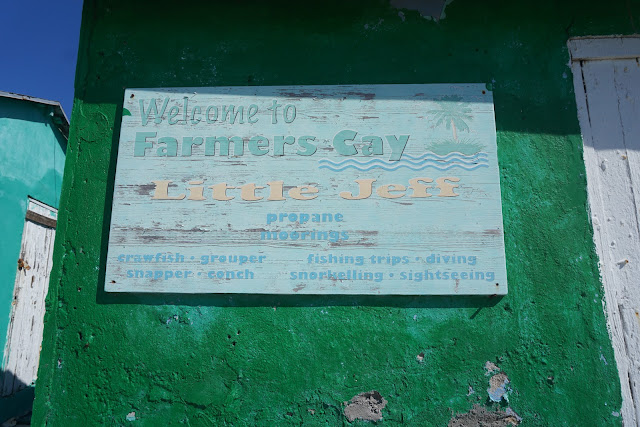 Welcome to
Farmers Cay
Little Jeff
propane
moorings
crawfish · grouper
snapper · conch
fishing trips · diving
snorkelling · sightseeing